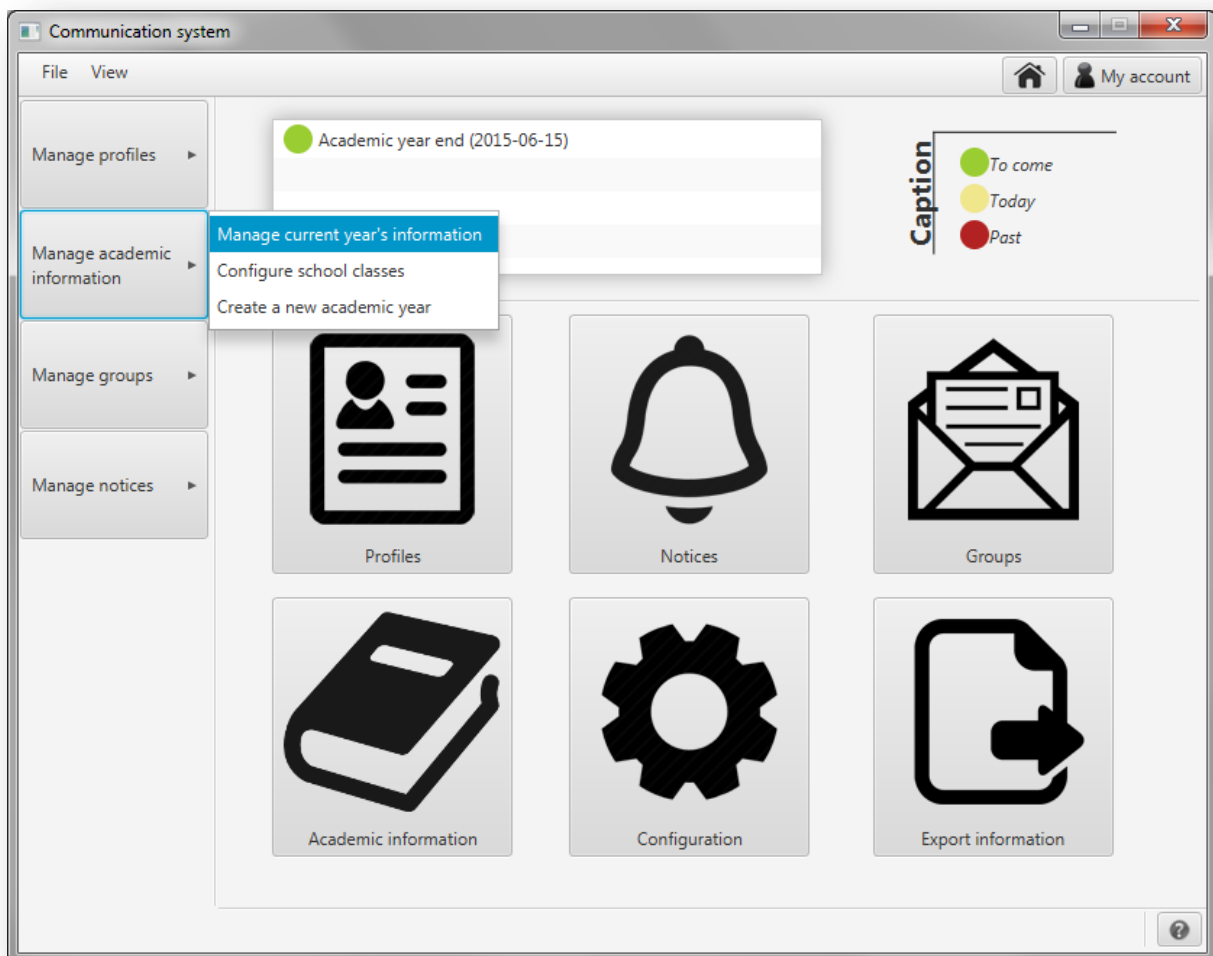 Communication system
File View
My account
Manage profiles
Academic year end (2015-06-15)
Caption
To come
Today
Past
Manage academic
information
Manage current year's information
Configure school classes
Create a new academic year
Manage groups
Manage notices
Profiles
Notices
Groups
Academic information
Configuration
Export information